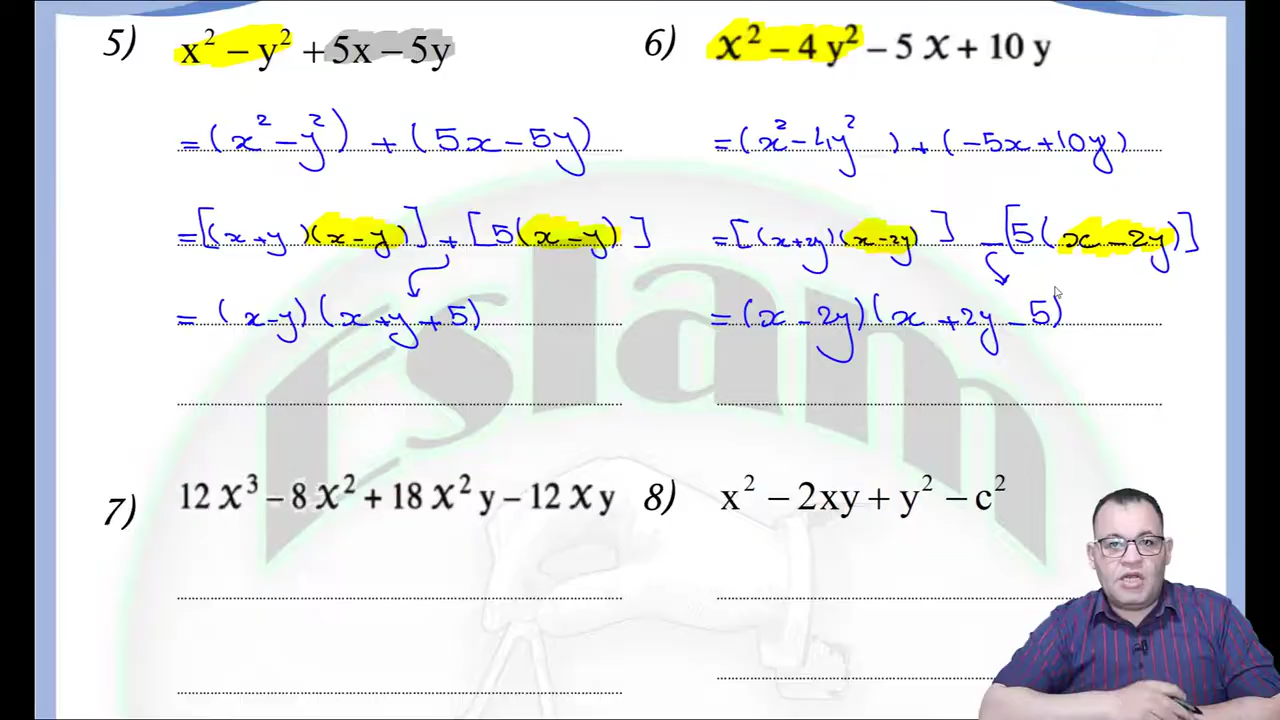 5) x² − y² + 5x − 5y
= (x² − y²) + (5x − 5y)
= [(x + y)(x − y)] + [5(x − y)]
= (x − y)(x + y + 5)
6) x² − 4y² − 5x + 10y
= (x² − 4y²) + (−5x + 10y)
= [(x + 2y)(x − 2y)] − [5(x − 2y)]
= (x − 2y)(x + 2y − 5)
7) 12x³ − 8x² + 18x²y − 12xy
8) x² − 2xy + y² − c²
Eslam